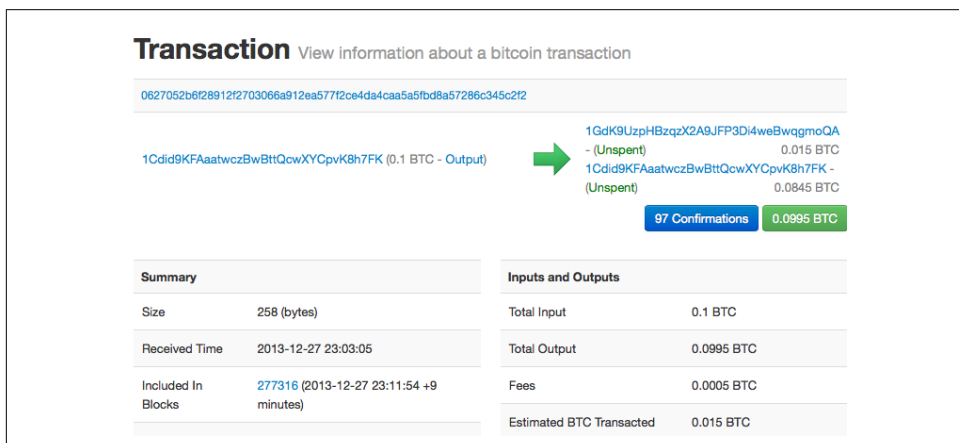 Transaction View information about a bitcoin transaction
0627052b6f28912f2703066a912ea577f2ce4da4caa5a5fbd8a57286c345c2f2
1Cdid9KFAaatwczBwBttQcwXYCpvK8h7FK (0.1 BTC - Output)
1GdK9UzpHBzqzX2A9JFP3Di4weBwqgmoQA
- (Unspent) 0.015 BTC
1Cdid9KFAaatwczBwBttQcwXYCpvK8h7FK -
(Unspent) 0.0845 BTC
97 Confirmations 0.0995 BTC
Summary
Size 258 (bytes)
Received Time 2013-12-27 23:03:05
Included In Blocks 277316 (2013-12-27 23:11:54 +9
minutes)
Inputs and Outputs
Total Input 0.1 BTC
Total Output 0.0995 BTC
Fees 0.0005 BTC
Estimated BTC Transacted 0.015 BTC